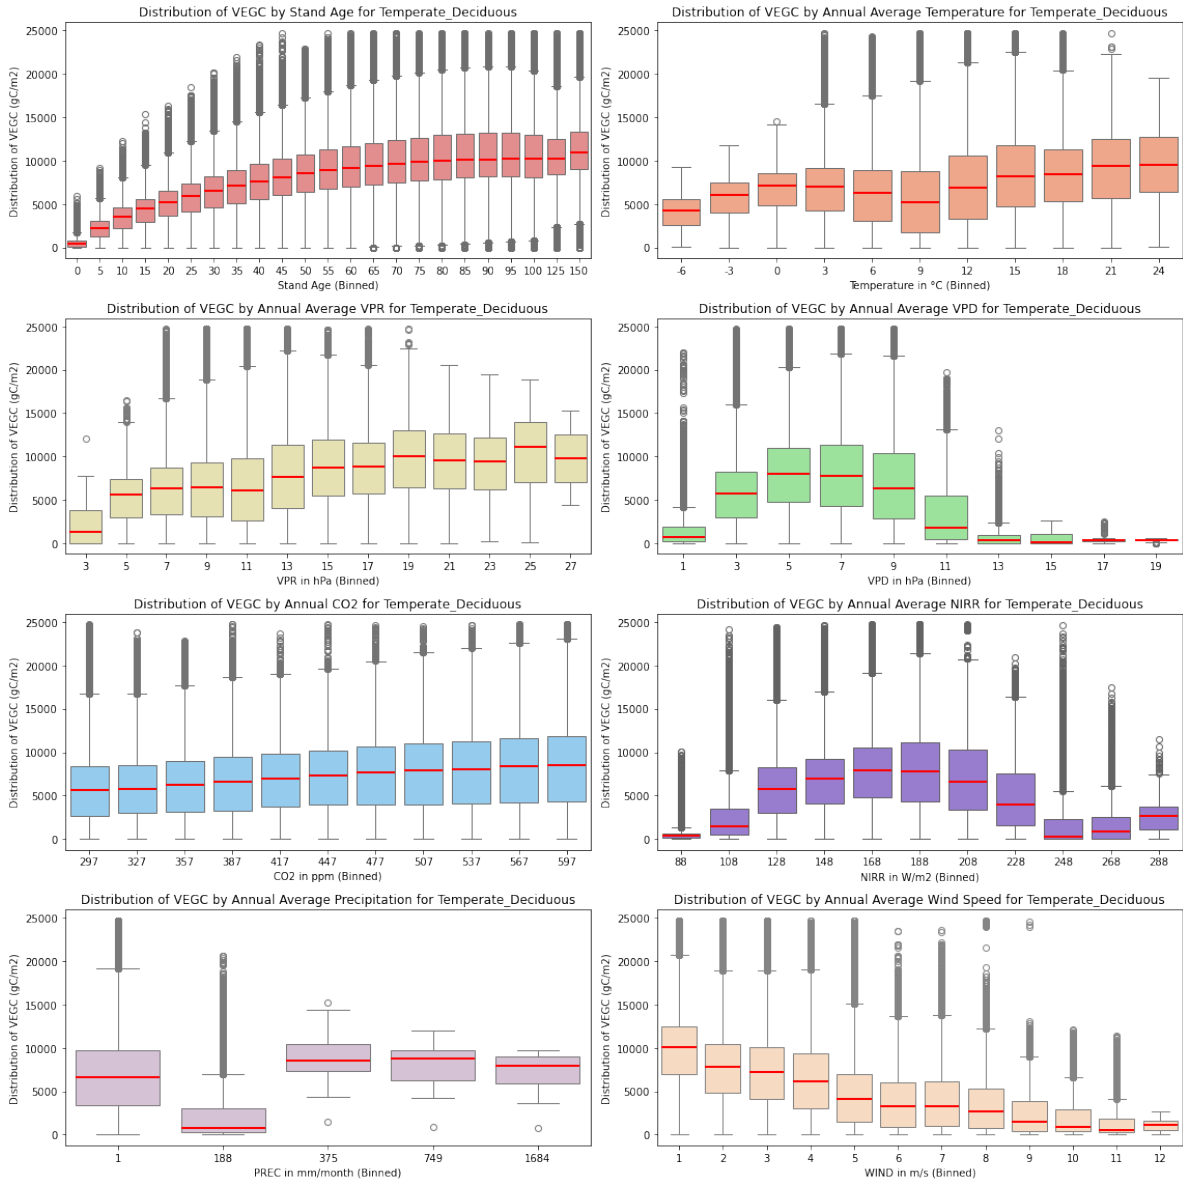 Distribution of VEGC by Stand Age for Temperate_Deciduous
Distribution of VEGC (gC/m2)
25000
20000
15000
10000
5000
0
0 5 10 15 20 25 30 35 40 45 50 55 60 65 70 75 80 85 90 95 100 125 150
Stand Age (Binned)
Distribution of VEGC by Annual Average Temperature for Temperate_Deciduous
Distribution of VEGC (gC/m2)
25000
20000
15000
10000
5000
0
-6 -3 0 3 6 9 12 15 18 21 24
Temperature in °C (Binned)
Distribution of VEGC by Annual Average VPR for Temperate_Deciduous
Distribution of VEGC (gC/m2)
25000
20000
15000
10000
5000
0
3 5 7 9 11 13 15 17 19 21 23 25 27
VPR in hPa (Binned)
Distribution of VEGC by Annual Average VPD for Temperate_Deciduous
Distribution of VEGC (gC/m2)
25000
20000
15000
10000
5000
0
1 3 5 7 9 11 13 15 17 19
VPD in hPa (Binned)
Distribution of VEGC by Annual CO2 for Temperate_Deciduous
Distribution of VEGC (gC/m2)
25000
20000
15000
10000
5000
0
297 327 357 387 417 447 477 507 537 567 597
CO2 in ppm (Binned)
Distribution of VEGC by Annual Average NIRR for Temperate_Deciduous
Distribution of VEGC (gC/m2)
25000
20000
15000
10000
5000
0
88 108 128 148 168 188 208 228 248 268 288
NIRR in W/m2 (Binned)
Distribution of VEGC by Annual Average Precipitation for Temperate_Deciduous
Distribution of VEGC (gC/m2)
25000
20000
15000
10000
5000
0
1 188 375 749 1684
PREC in mm/month (Binned)
Distribution of VEGC by Annual Average Wind Speed for Temperate_Deciduous
Distribution of VEGC (gC/m2)
25000
20000
15000
10000
5000
0
1 2 3 4 5 6 7 8 9 10 11 12
WIND in m/s (Binned)